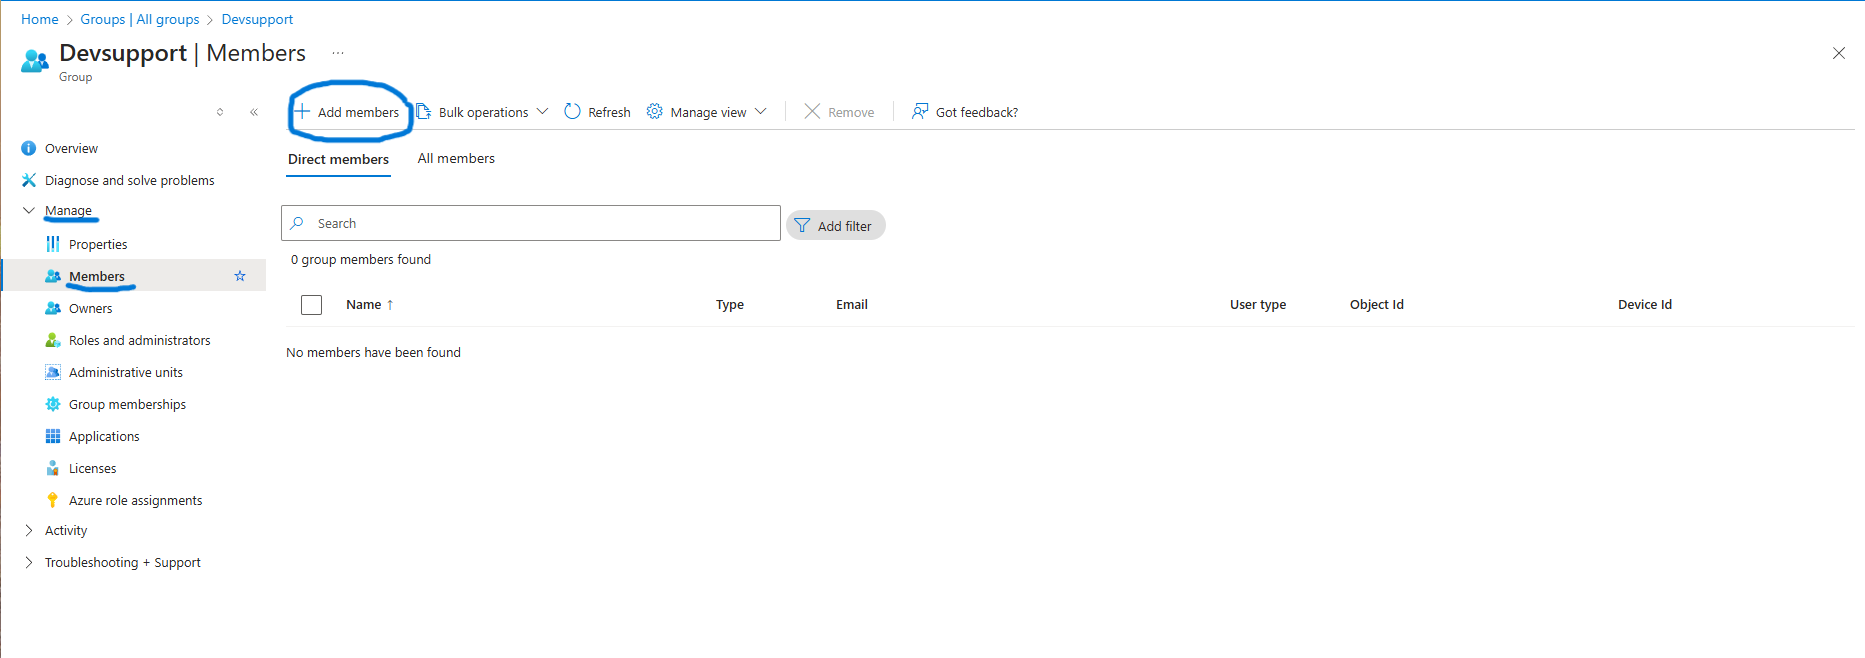 Home > Groups | All groups > Devsupport
Devsupport | Members ...
Group
+ Add members Bulk operations Refresh Manage view Remove Got feedback?
Overview
Diagnose and solve problems
Manage
Properties
Members
Owners
Roles and administrators
Administrative units
Group memberships
Applications
Licenses
Azure role assignments
Activity
Troubleshooting + Support
Direct members All members
Search Add filter
0 group members found
Name ↑ Type Email User type Object Id Device Id
No members have been found